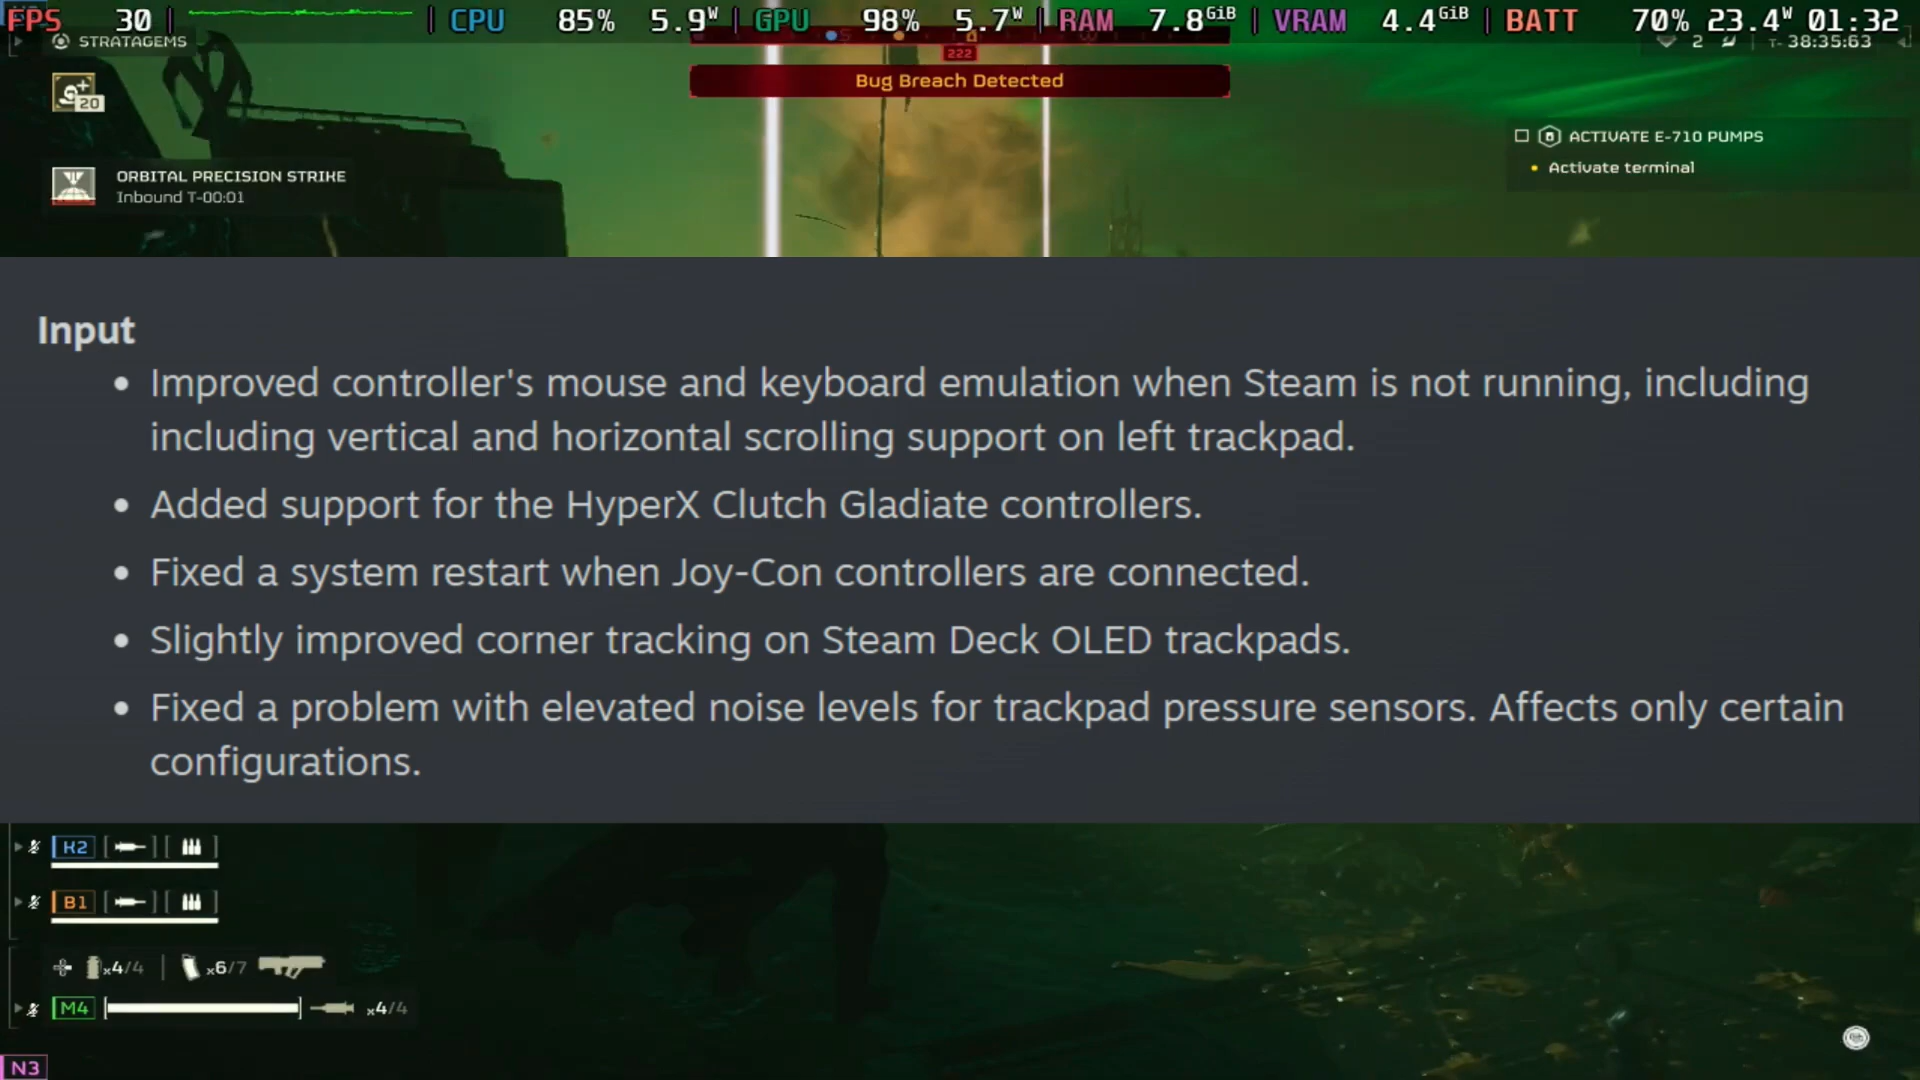 FPS 30 | CPU 85% 5.9W | GPU 98% 5.7W | RAM 7.8GiB | VRAM 4.4GiB | BATT 70% 23.4W 01:32
STRATAGEMS
2 T- 38:35:63
222
Bug Breach Detected
20
ACTIVATE E-710 PUMPS
Activate terminal
ORBITAL PRECISION STRIKE
Inbound T-00:01
Input
• Improved controller's mouse and keyboard emulation when Steam is not running, including
including vertical and horizontal scrolling support on left trackpad.
• Added support for the HyperX Clutch Gladiate controllers.
• Fixed a system restart when Joy-Con controllers are connected.
• Slightly improved corner tracking on Steam Deck OLED trackpads.
• Fixed a problem with elevated noise levels for trackpad pressure sensors. Affects only certain
configurations.
K2
B1
x4/4 | x6/7
M4 x4/4
N3